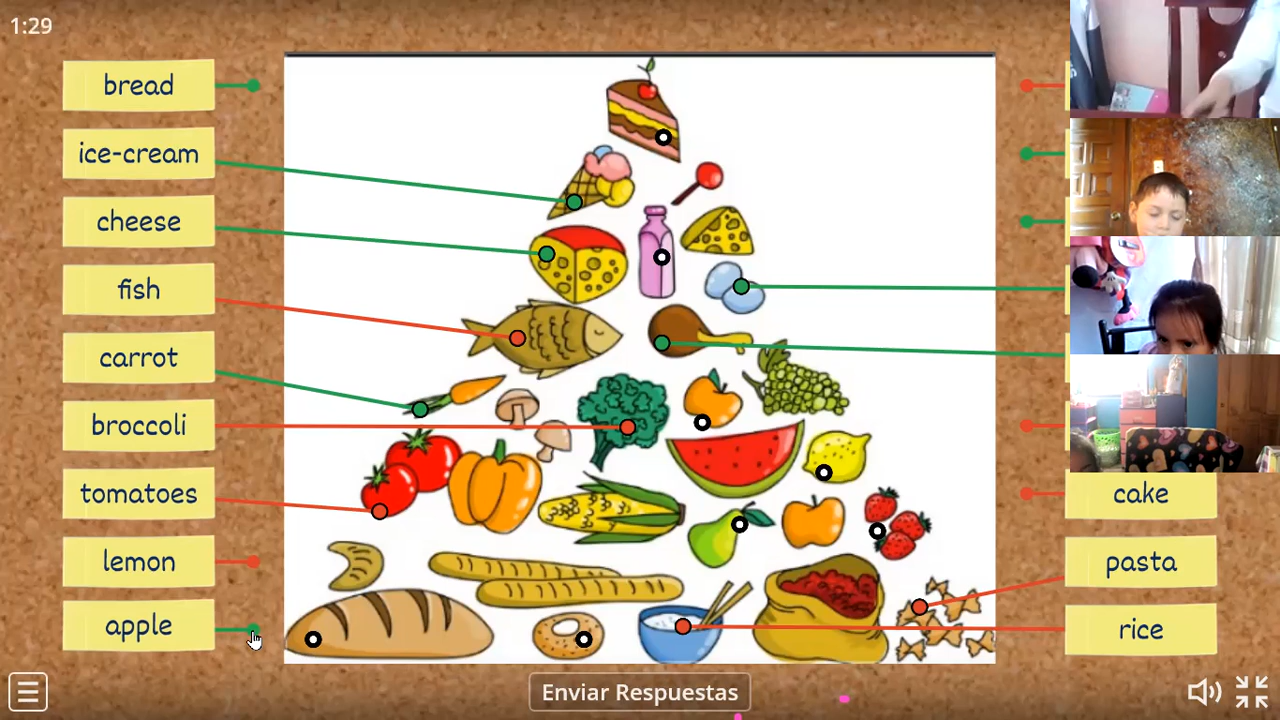 1:29
bread
ice-cream
cheese
fish
carrot
broccoli
tomatoes
lemon
apple
cake
pasta
rice
Enviar Respuestas